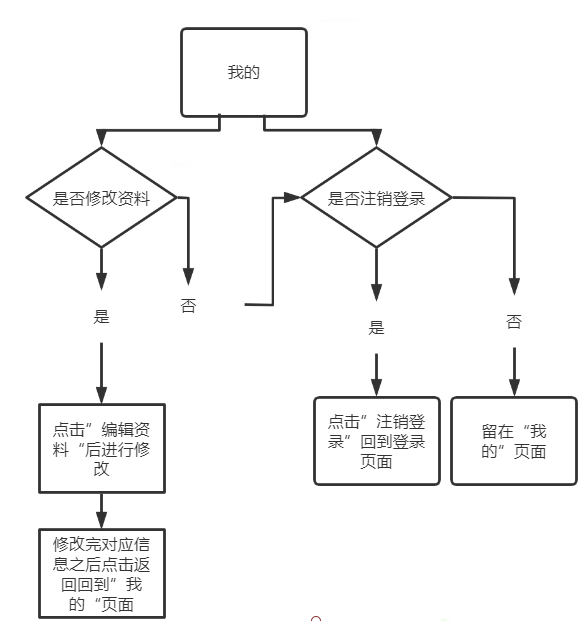 我的
是否修改资料
是否注销登录
是
否
是
否
点击”编辑资
料“后进行修
改
点击”注销登
录”回到登录
页面
留在“我
的”页面
修改完对应信
息之后点击返
回回到”我
的“页面